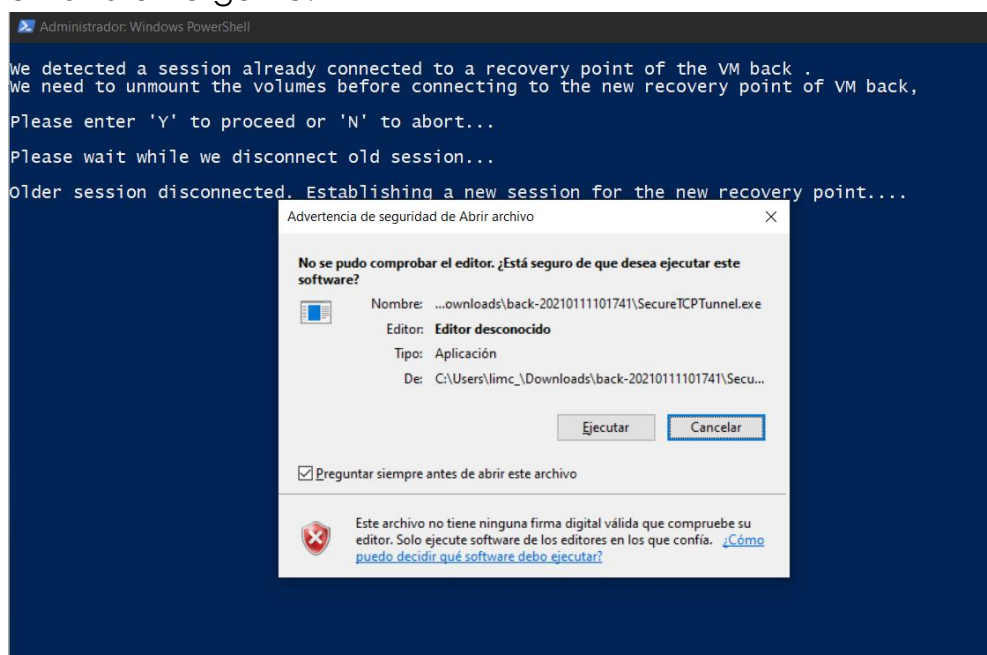 Administrador: Windows PowerShell
We detected a session already connected to a recovery point of the VM back .
We need to unmount the volumes before connecting to the new recovery point of VM back,
Please enter 'Y' to proceed or 'N' to abort...
Please wait while we disconnect old session...
Older session disconnected. Establishing a new session for the new recovery point....
Advertencia de seguridad de Abrir archivo
No se pudo comprobar el editor. ¿Está seguro de que desea ejecutar este
software?
Nombre: ...ownloads\back-20210111101741\SecureTCPTunnel.exe
Editor: Editor desconocido
Tipo: Aplicación
De: C:\Users\limc_\Downloads\back-20210111101741\Secu...
Ejecutar Cancelar
Preguntar siempre antes de abrir este archivo
Este archivo no tiene ninguna firma digital válida que compruebe su
editor. Solo ejecute software de los editores en los que confía. ¿Cómo
puedo decidir qué software debo ejecutar?